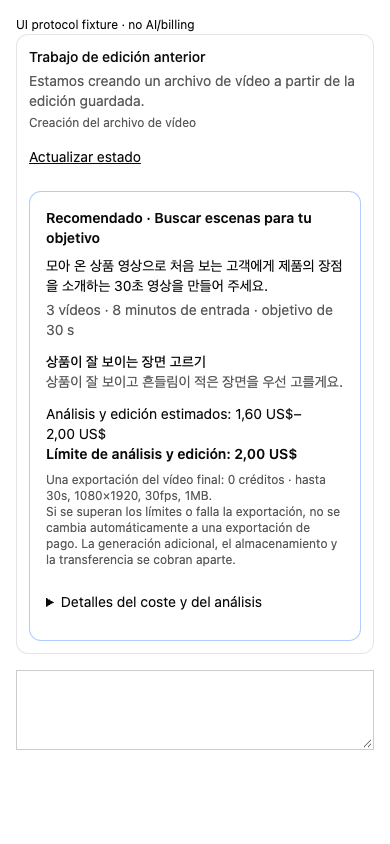 UI protocol fixture · no AI/billing
Trabajo de edición anterior
Estamos creando un archivo de vídeo a partir de la
edición guardada.
Creación del archivo de vídeo
Actualizar estado
Recomendado · Buscar escenas para tu
objetivo
모아 온 상품 영상으로 처음 보는 고객에게 제품의 장점
을 소개하는 30초 영상을 만들어 주세요.
3 vídeos · 8 minutos de entrada · objetivo de
30 s
상품이 잘 보이는 장면 고르기
상품이 잘 보이고 흔들림이 적은 장면을 우선 고를게요.
Análisis y edición estimados: 1,60 US$–
2,00 US$
Límite de análisis y edición: 2,00 US$
Una exportación del vídeo final: 0 créditos · hasta
30s, 1080×1920, 30fps, 1MB.
Si se superan los límites o falla la exportación, no se
cambia automáticamente a una exportación de
pago. La generación adicional, el almacenamiento y
la transferencia se cobran aparte.
Detalles del coste y del análisis